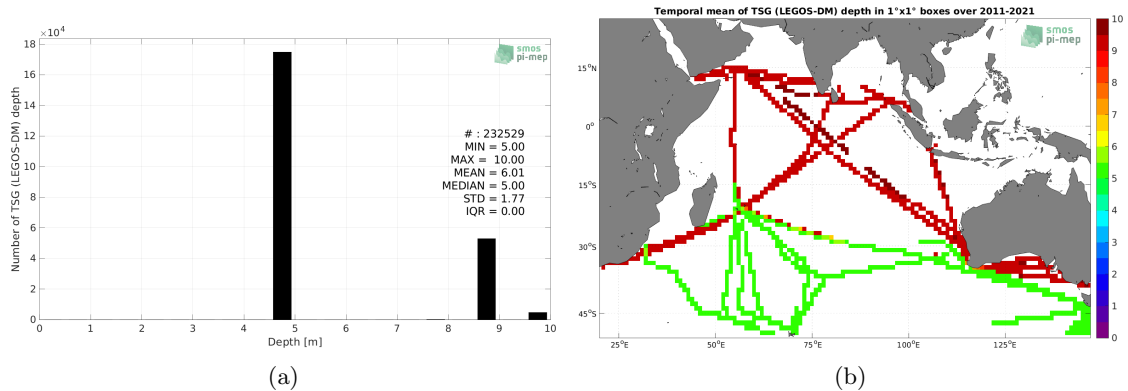 ×10⁴
18
16
14
12
10
8
6
4
2
0
Number of TSG (LEGOS-DM) depth
smos
pi-mep
# : 232529
MIN = 5.00
MAX = 10.00
MEAN = 6.01
MEDIAN = 5.00
STD = 1.77
IQR = 0.00
0 1 2 3 4 5 6 7 8 9 10
Depth [m]
(a)
Temporal mean of TSG (LEGOS-DM) depth in 1°x1° boxes over 2011-2021
smos
pi-mep
15°N
0°
15°S
30°S
45°S
25°E 50°E 75°E 100°E 125°E
10
9
8
7
6
5
4
3
2
1
0
(b)